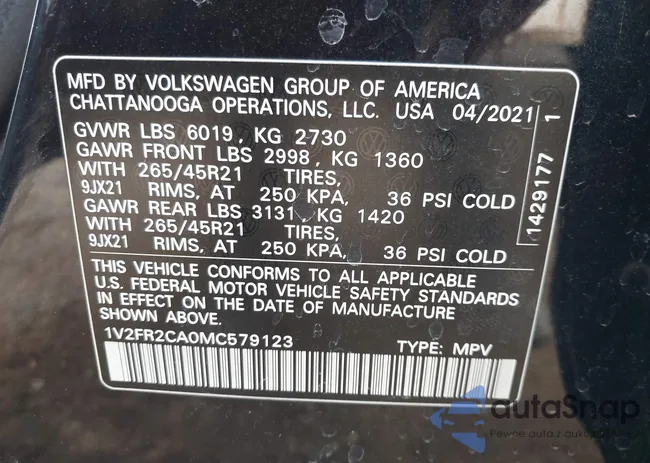 MFD BY VOLKSWAGEN GROUP OF AMERICA
CHATTANOOGA OPERATIONS, LLC. USA 04/2021
GVWR LBS 6019, KG 2730
GAWR FRONT LBS 2998, KG 1360
WITH 265/45R21 TIRES,
9JX21 RIMS, AT 250 KPA, 36 PSI COLD
GAWR REAR LBS 3131, KG 1420
WITH 265/45R21 TIRES,
9JX21 RIMS, AT 250 KPA, 36 PSI COLD
THIS VEHICLE CONFORMS TO ALL APPLICABLE
U.S. FEDERAL MOTOR VEHICLE SAFETY STANDARDS
IN EFFECT ON THE DATE OF MANUFACTURE
SHOWN ABOVE.
1V2FR2CA0MC579123 TYPE: MPV
1429177 1
autaSnap
Pewne auta z aukcji